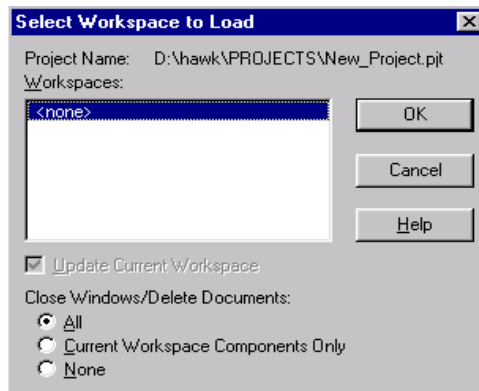 Select Workspace to Load
Project Name: D:\hawk\PROJECTS\New_Project.pjt
Workspaces:
<none>
OK
Cancel
Help
Update Current Workspace
Close Windows/Delete Documents:
All
Current Workspace Components Only
None